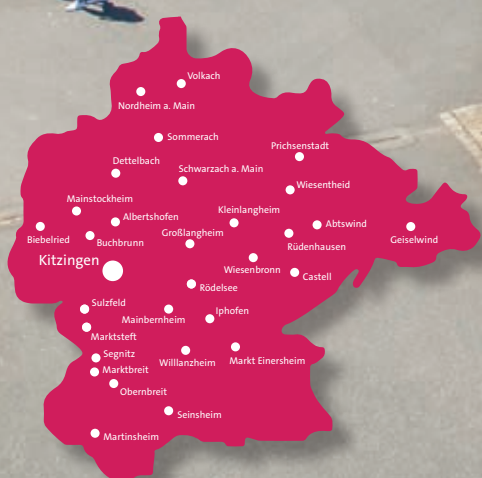 Volkach
Nordheim a. Main
Sommerach
Prichsenstadt
Dettelbach
Schwarzach a. Main
Wiesentheid
Mainstockheim
Albertshofen
Kleinlangheim
Abtswind
Biebelried
Buchbrunn
Großlangheim
Rüdenhausen
Geiselwind
Kitzingen
Wiesenbronn
Castell
Rödelsee
Sulzfeld
Mainbernheim
Iphofen
Marktsteft
Segnitz
Willlanzheim
Markt Einersheim
Marktbreit
Obernbreit
Seinsheim
Martinsheim